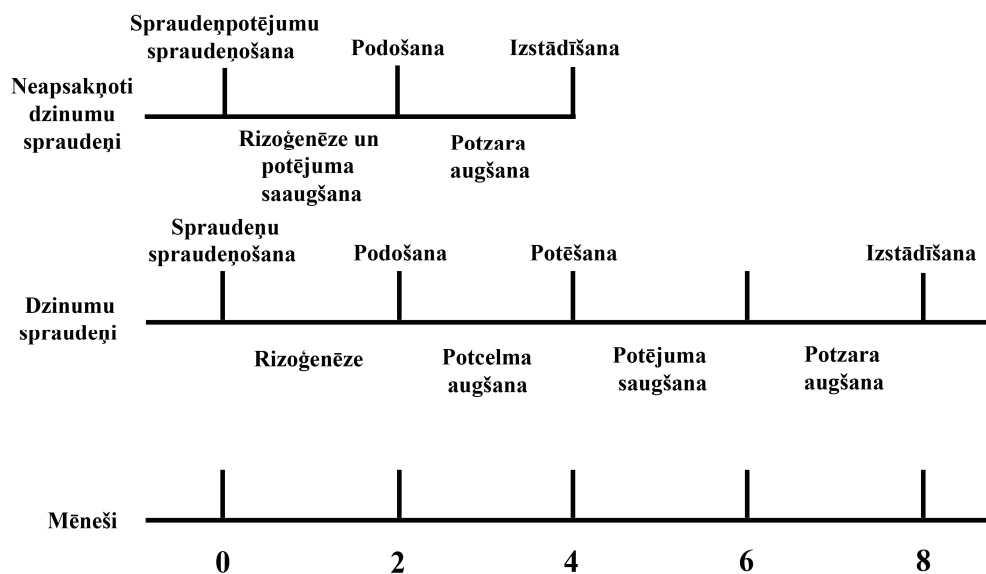 Spraudeņpotējumu
spraudeņošana
Podošana
Izstādīšana
Neapsakņoti
dzinumu
spraudeņi
Rizoģenēze un
potējuma
saaugšana
Potzara
augšana
Spraudeņu
spraudeņošana
Podošana
Potēšana
Izstādīšana
Dzinumu
spraudeņi
Rizoģenēze
Potcelma
augšana
Potējuma
saugšana
Potzara
augšana
Mēneši
0 2 4 6 8